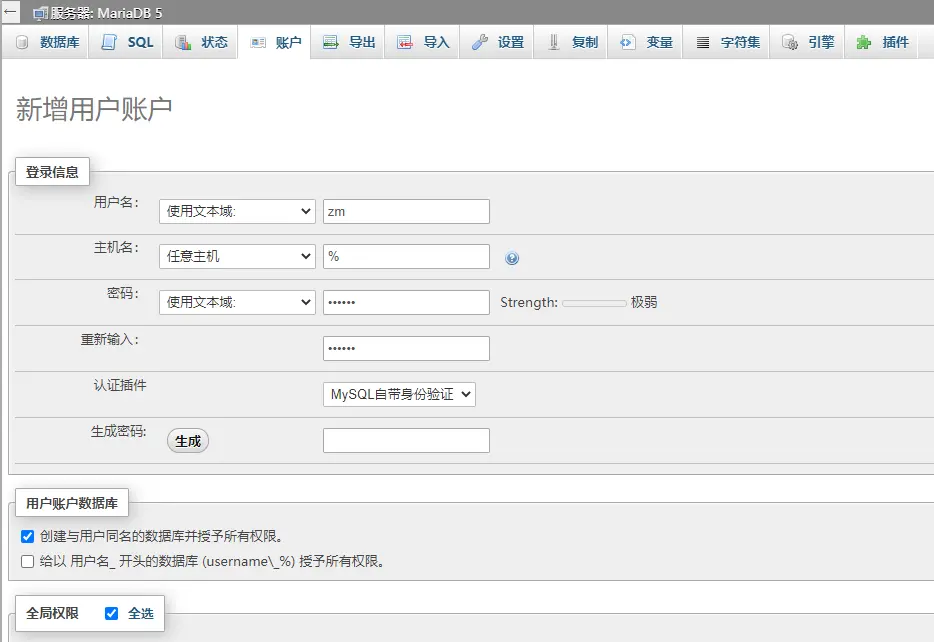 服务器: MariaDB 5
数据库 SQL 状态 账户 导出 导入 设置 复制 变量 字符集 引擎 插件
新增用户账户
登录信息
用户名: 使用文本域: zm
主机名: 任意主机 %
密码: 使用文本域: •••••• Strength: 极弱
重新输入: ••••••
认证插件 MySQL自带身份验证
生成密码: 生成
用户账户数据库
创建与用户同名的数据库并授予所有权限。
给以 用户名_ 开头的数据库 (username\_%) 授予所有权限。
全局权限 全选